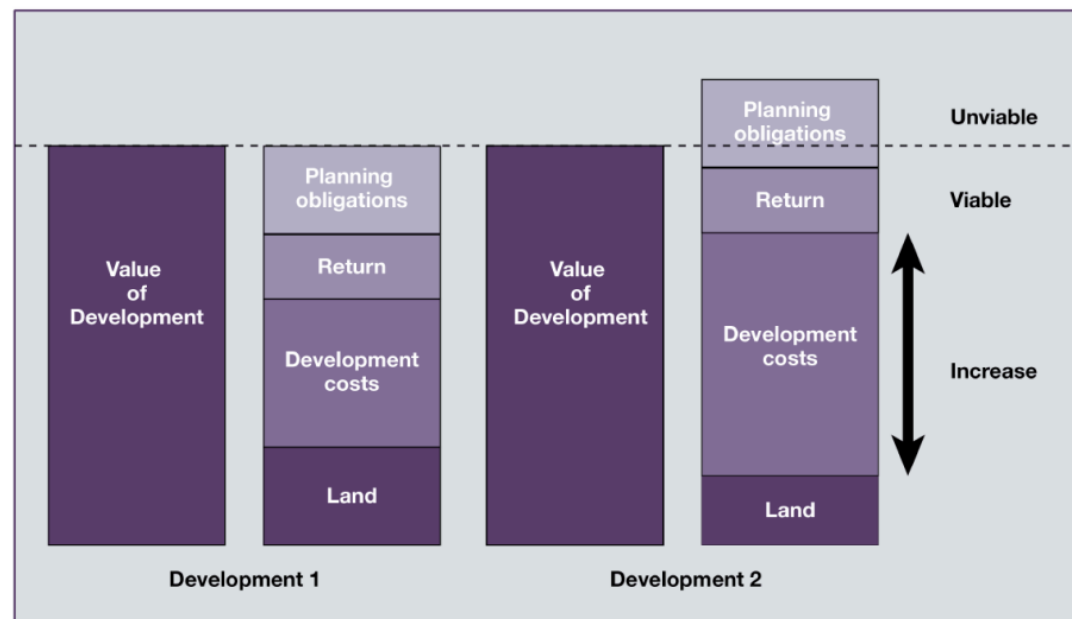 Value
of
Development
Planning
obligations
Return
Development
costs
Land
Development 1
Value
of
Development
Planning
obligations
Return
Development
costs
Land
Development 2
Unviable
Viable
Increase